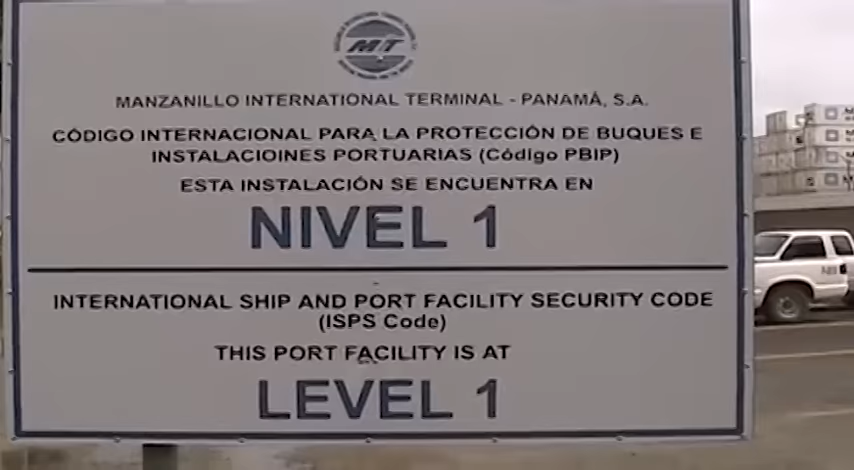 MIT
MANZANILLO INTERNATIONAL TERMINAL - PANAMÁ, S.A.
CÓDIGO INTERNACIONAL PARA LA PROTECCIÓN DE BUQUES E
INSTALACIOINES PORTUARIAS (Código PBIP)
ESTA INSTALACIÓN SE ENCUENTRA EN
NIVEL 1
INTERNATIONAL SHIP AND PORT FACILITY SECURITY CODE
(ISPS Code)
THIS PORT FACILITY IS AT
LEVEL 1